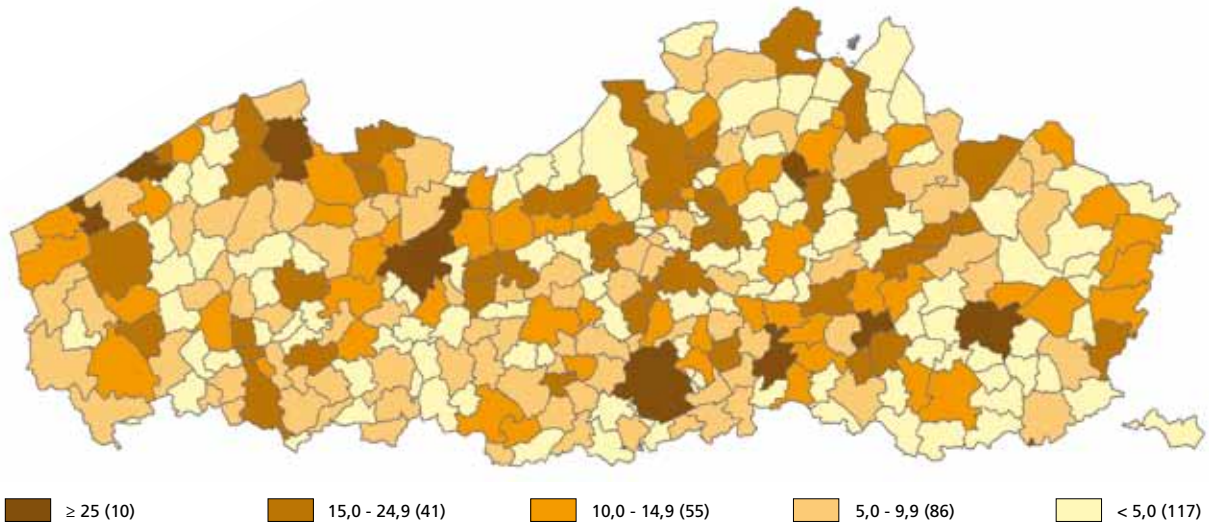 ≥ 25 (10) 15,0 - 24,9 (41) 10,0 - 14,9 (55) 5,0 - 9,9 (86) < 5,0 (117)